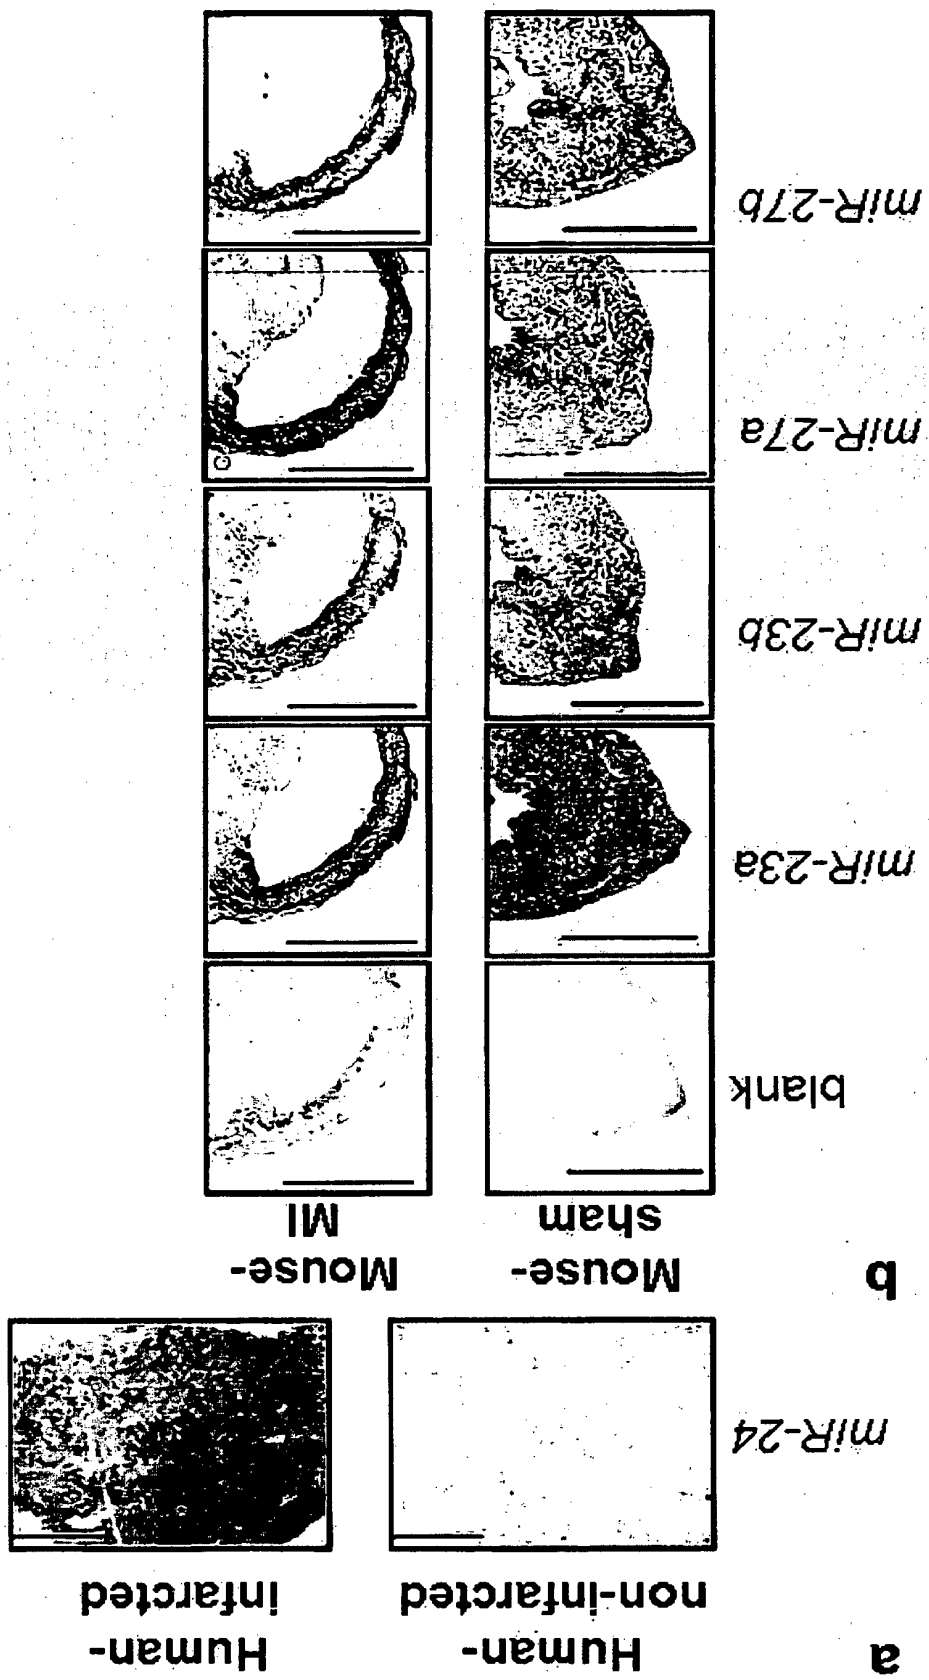 a
Human-
non-infarcted
Human-
infarcted
miR-24
b
Mouse-
sham
Mouse-
MI
blank
miR-23a
miR-23b
miR-27a
miR-27b